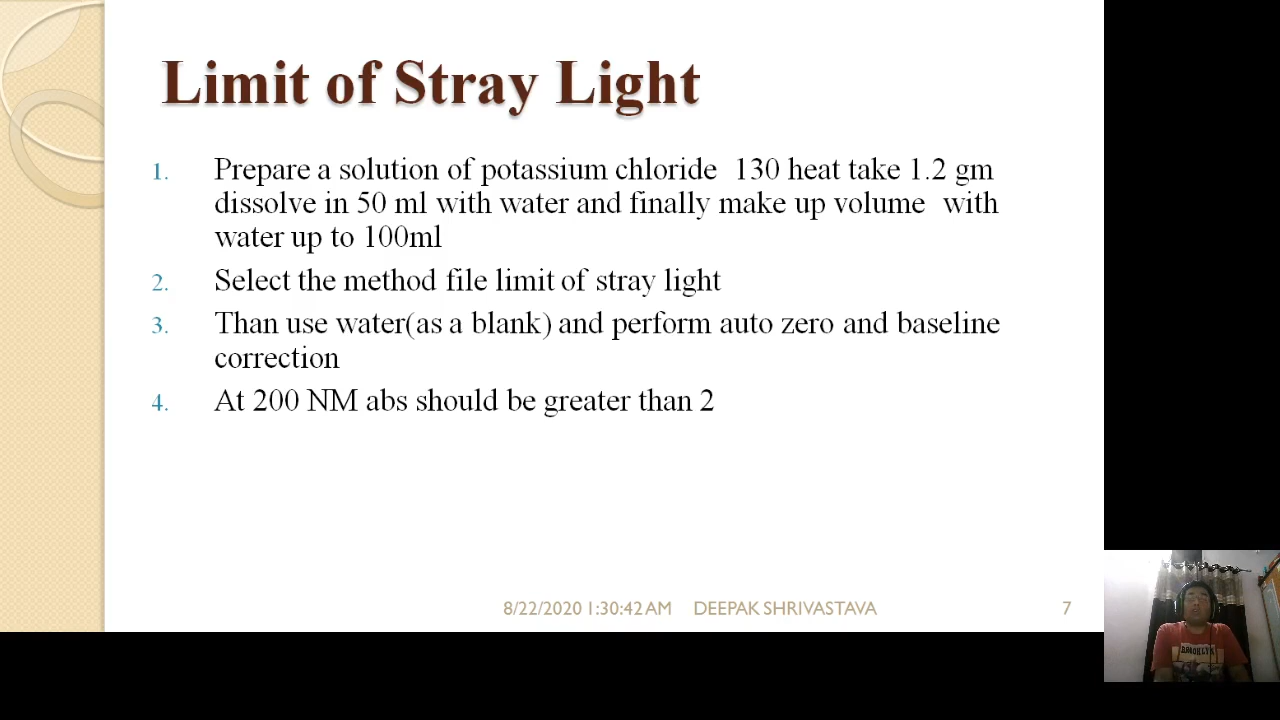 Limit of Stray Light
1. Prepare a solution of potassium chloride 130 heat take 1.2 gm
dissolve in 50 ml with water and finally make up volume with
water up to 100ml
2. Select the method file limit of stray light
3. Than use water(as a blank) and perform auto zero and baseline
correction
4. At 200 NM abs should be greater than 2
8/22/2020 1:30:42 AM DEEPAK SHRIVASTAVA 7
BROOKLYN